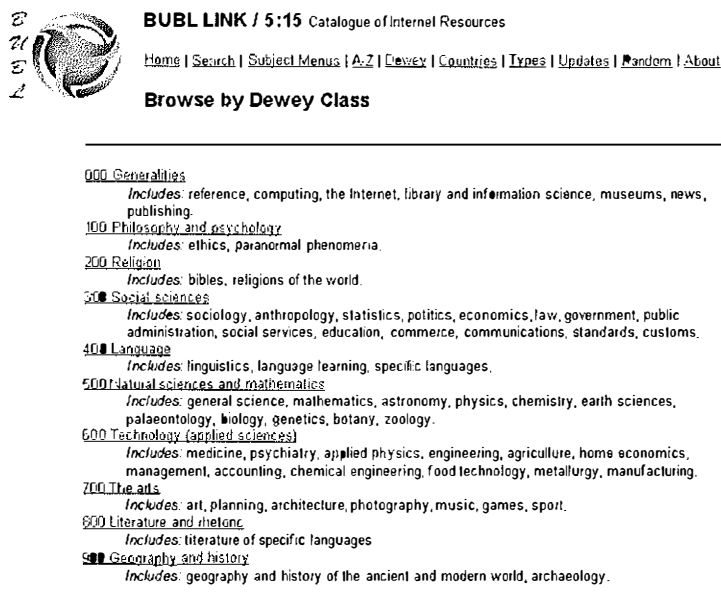 BUBL
BUBL LINK / 5:15 Catalogue of Internet Resources
Home | Search | Subject Menus | A-Z | Dewey | Countries | Types | Updates | Random | About
Browse by Dewey Class
000 Generalities
Includes: reference, computing, the Internet, library and information science, museums, news,
publishing.
100 Philosophy and psychology
Includes: ethics, paranormal phenomena.
200 Religion
Includes: bibles, religions of the world.
300 Social sciences
Includes: sociology, anthropology, statistics, politics, economics, law, government, public
administration, social services, education, commerce, communications, standards, customs.
400 Language
Includes: linguistics, language learning, specific languages.
500 Natural sciences and mathematics
Includes: general science, mathematics, astronomy, physics, chemistry, earth sciences,
palaeontology, biology, genetics, botany, zoology.
600 Technology (applied sciences)
Includes: medicine, psychiatry, applied physics, engineering, agriculture, home economics,
management, accounting, chemical engineering, food technology, metallurgy, manufacturing.
700 The arts
Includes: art, planning, architecture, photography, music, games, sport.
800 Literature and rhetoric
Includes: literature of specific languages
900 Geography and history
Includes: geography and history of the ancient and modern world, archaeology.